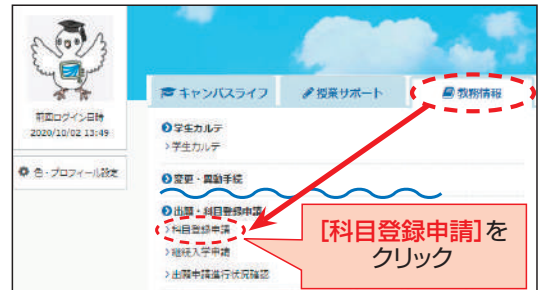 キャンパスライフ
授業サポート
教務情報
前回ログイン日時
2020/10/02 13:49
色・プロフィール設定
学生カルテ
>学生カルテ
変更・異動手続
出願・科目登録申請
>科目登録申請
>継続入学申請
>出願申請進行状況確認
[科目登録申請]を
クリック